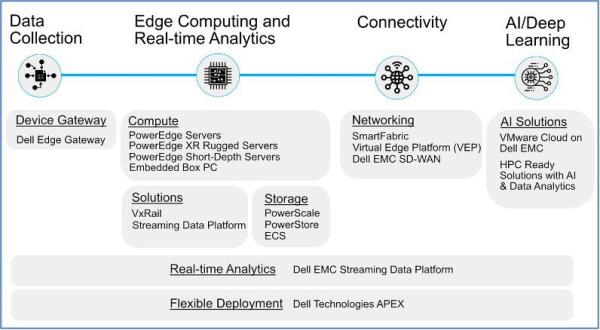 Data
Collection
Edge Computing and
Real-time Analytics
Connectivity
AI/Deep
Learning
Device Gateway
Dell Edge Gateway
Compute
PowerEdge Servers
PowerEdge XR Rugged Servers
PowerEdge Short-Depth Servers
Embedded Box PC
Solutions
VxRail
Streaming Data Platform
Storage
PowerScale
PowerStore
ECS
Networking
SmartFabric
Virtual Edge Platform (VEP)
Dell EMC SD-WAN
AI Solutions
VMware Cloud on
Dell EMC
HPC Ready
Solutions with AI
& Data Analytics
Real-time Analytics Dell EMC Streaming Data Platform
Flexible Deployment Dell Technologies APEX